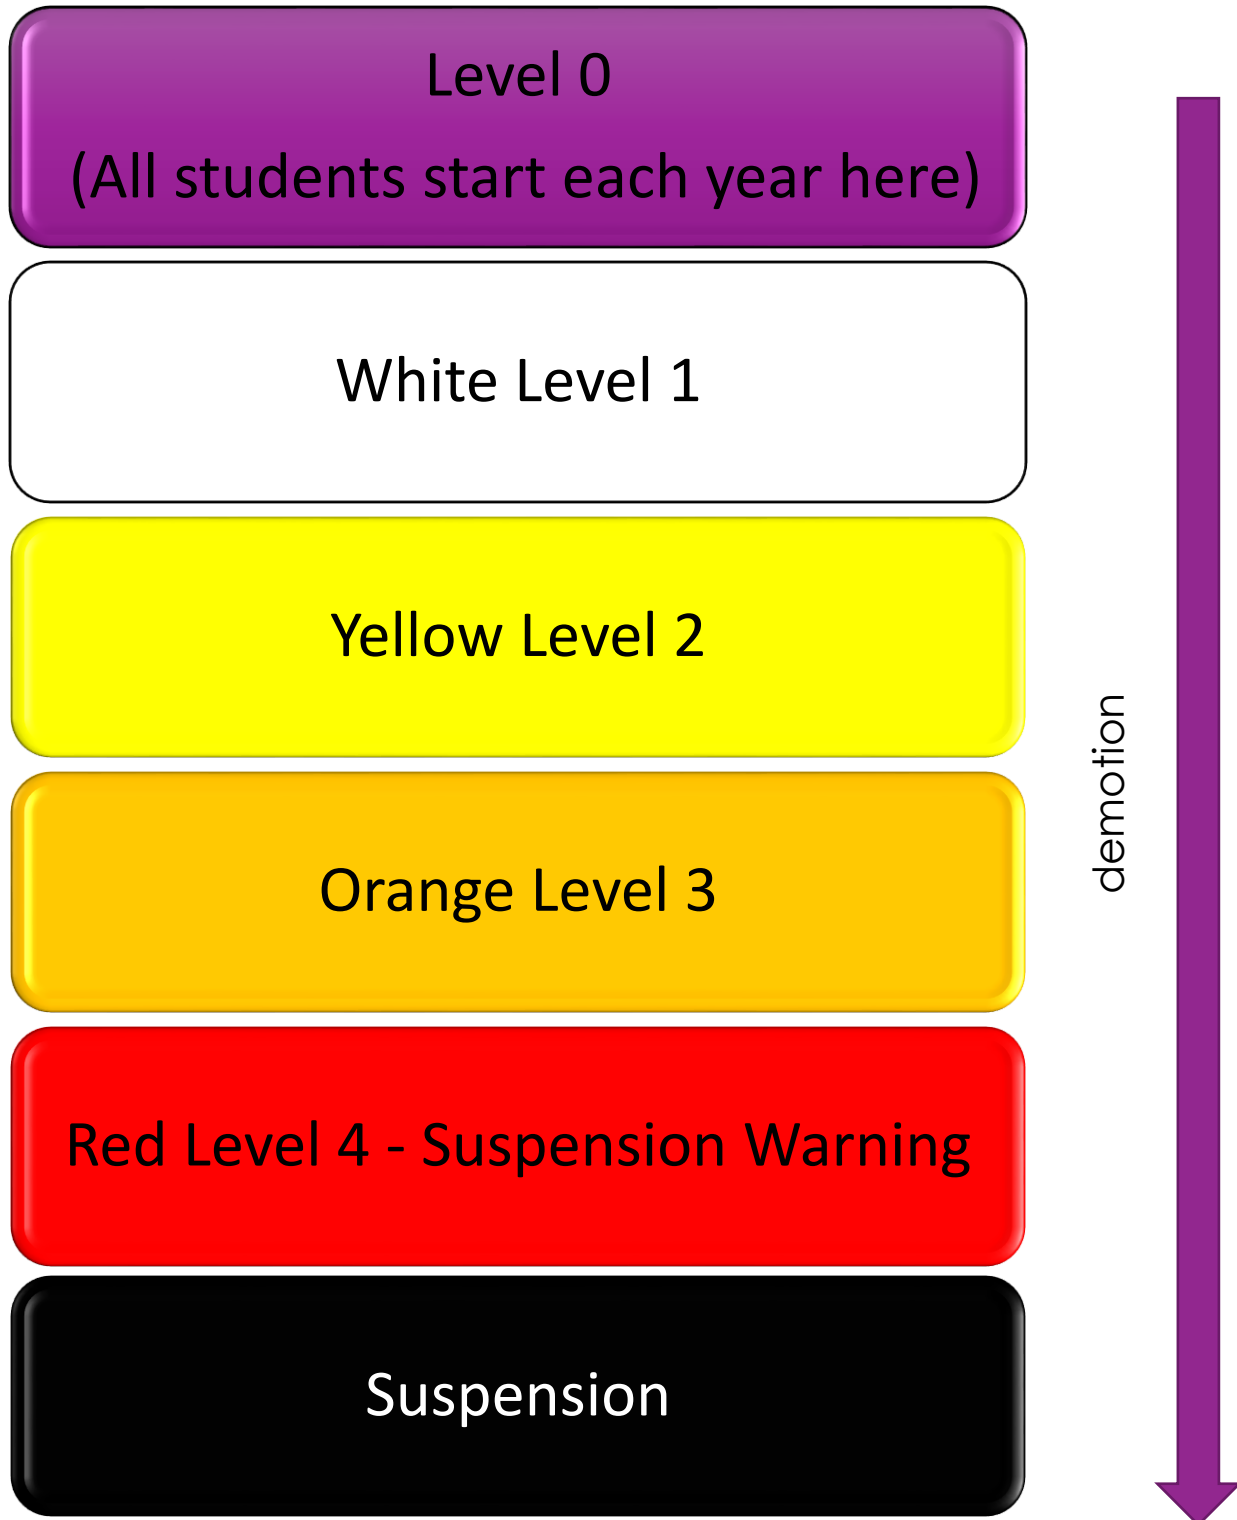 Level 0
(All students start each year here)
White Level 1
Yellow Level 2
Orange Level 3
Red Level 4 - Suspension Warning
Suspension
demotion